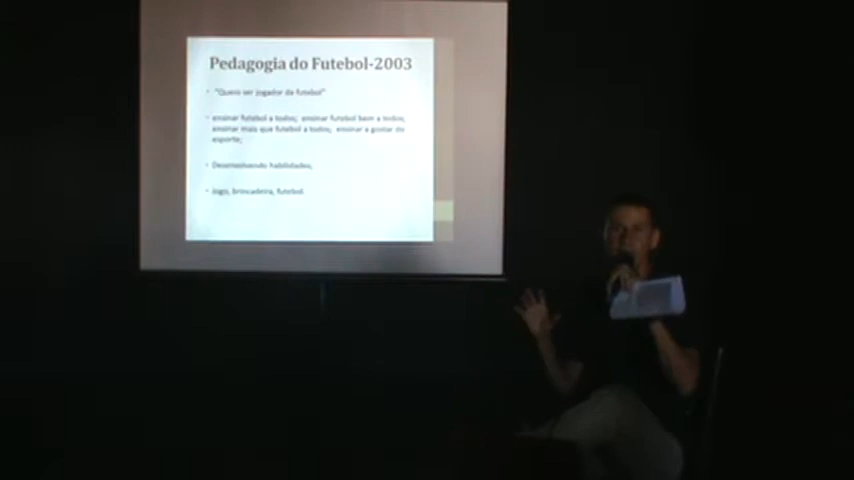 Pedagogia do Futebol-2003
• "Quero ser jogador de futebol"
• ensinar futebol a todos; ensinar futebol bem a todos;
ensinar mais que futebol a todos; ensinar a gostar do
esporte;
• Desenvolvendo habilidades;
• Jogo, brincadeira, futebol.